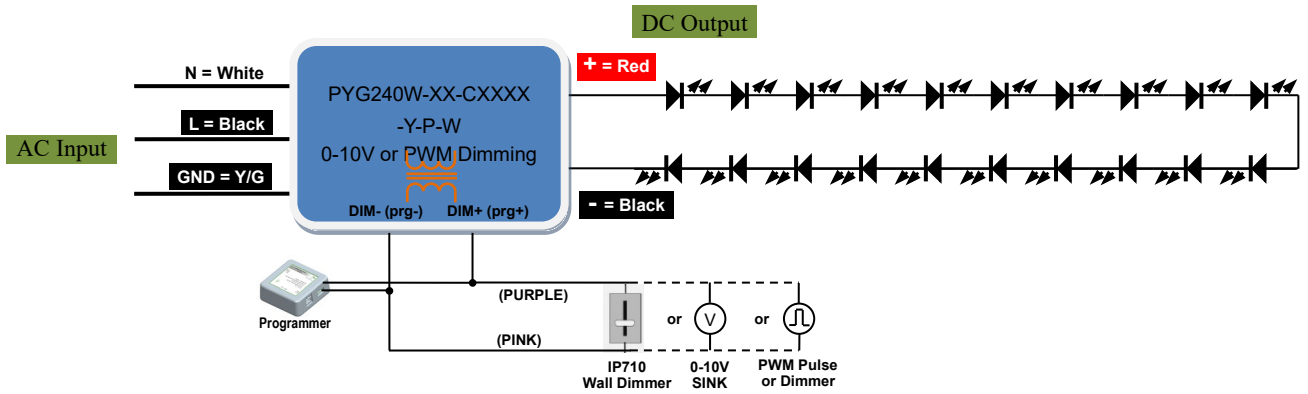 DC Output
+ = Red
N = White
PYG240W-XX-CXXXX
-Y-P-W
L = Black
AC Input
0-10V or PWM Dimming
GND = Y/G
- = Black
DIM- (prg-) DIM+ (prg+)
(PURPLE)
Programmer
or
V
or
(PINK)
IP710
Wall Dimmer
0-10V
SINK
PWM Pulse
or Dimmer